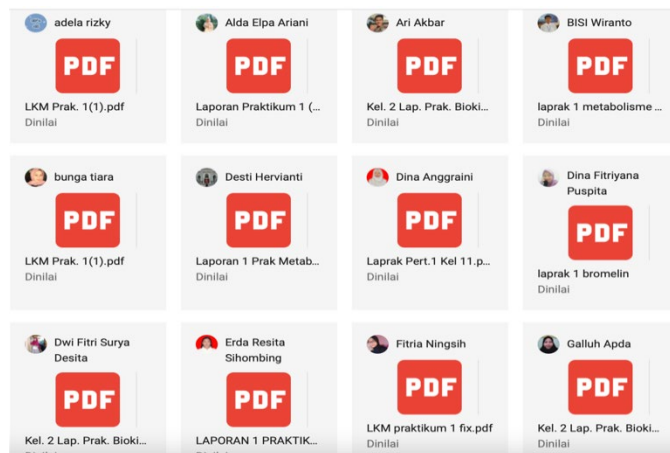 adela rizky
PDF
LKM Prak. 1(1).pdf
Dinilai
Alda Elpa Ariani
PDF
Laporan Praktikum 1 (...
Dinilai
Ari Akbar
PDF
Kel. 2 Lap. Prak. Bioki...
Dinilai
BISI Wiranto
PDF
laprak 1 metabolisme ...
Dinilai
bunga tiara
PDF
LKM Prak. 1(1).pdf
Dinilai
Desti Hervianti
PDF
Laporan 1 Prak Metab...
Dinilai
Dina Anggraini
PDF
Laprak Pert.1 Kel 11.p...
Dinilai
Dina Fitriyana
Puspita
PDF
laprak 1 bromelin
Dinilai
Dwi Fitri Surya
Desita
PDF
Kel. 2 Lap. Prak. Bioki...
Erda Resita
Sihombing
PDF
LAPORAN 1 PRAKTIK...
Fitria Ningsih
PDF
LKM praktikum 1 fix.pdf
Dinilai
Galluh Apda
PDF
Kel. 2 Lap. Prak. Bioki...
Dinilai